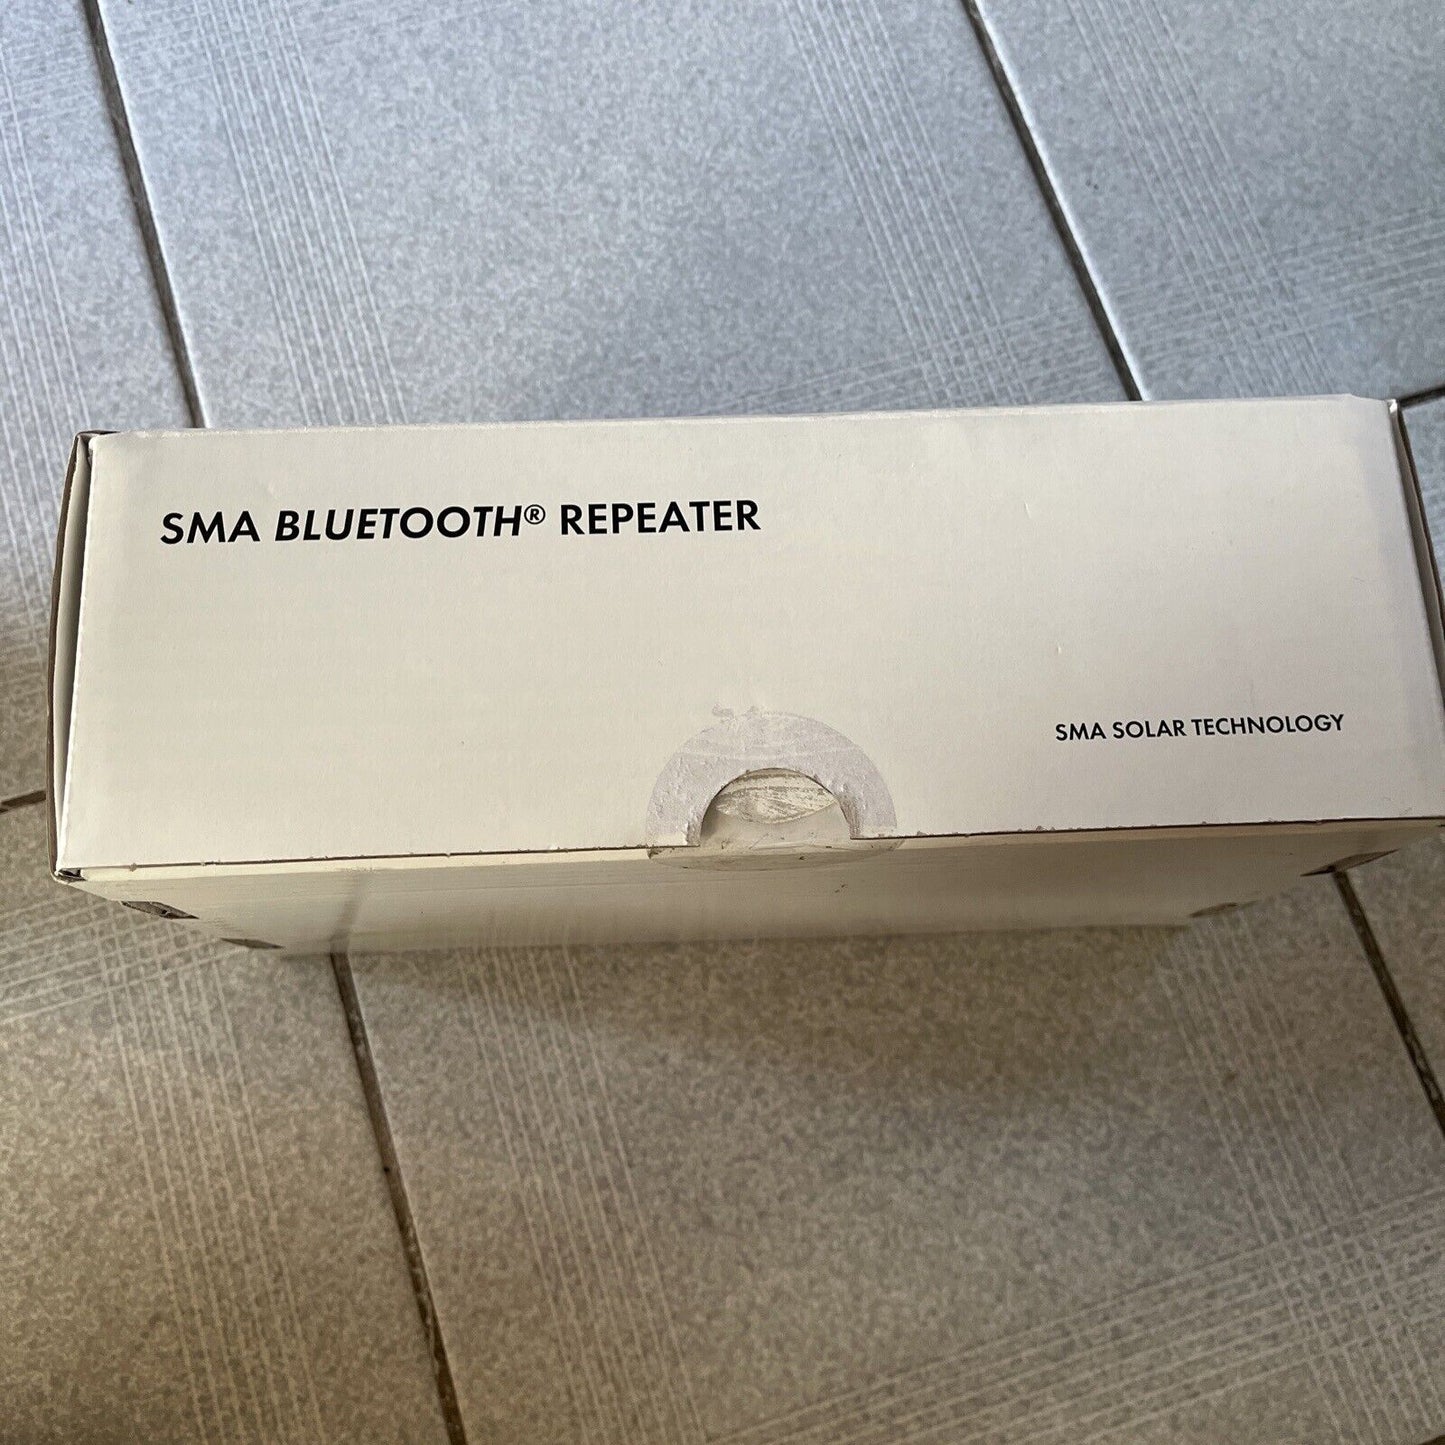 SMA BLUETOOTH® REPEATER
SMA SOLAR TECHNOLOGY